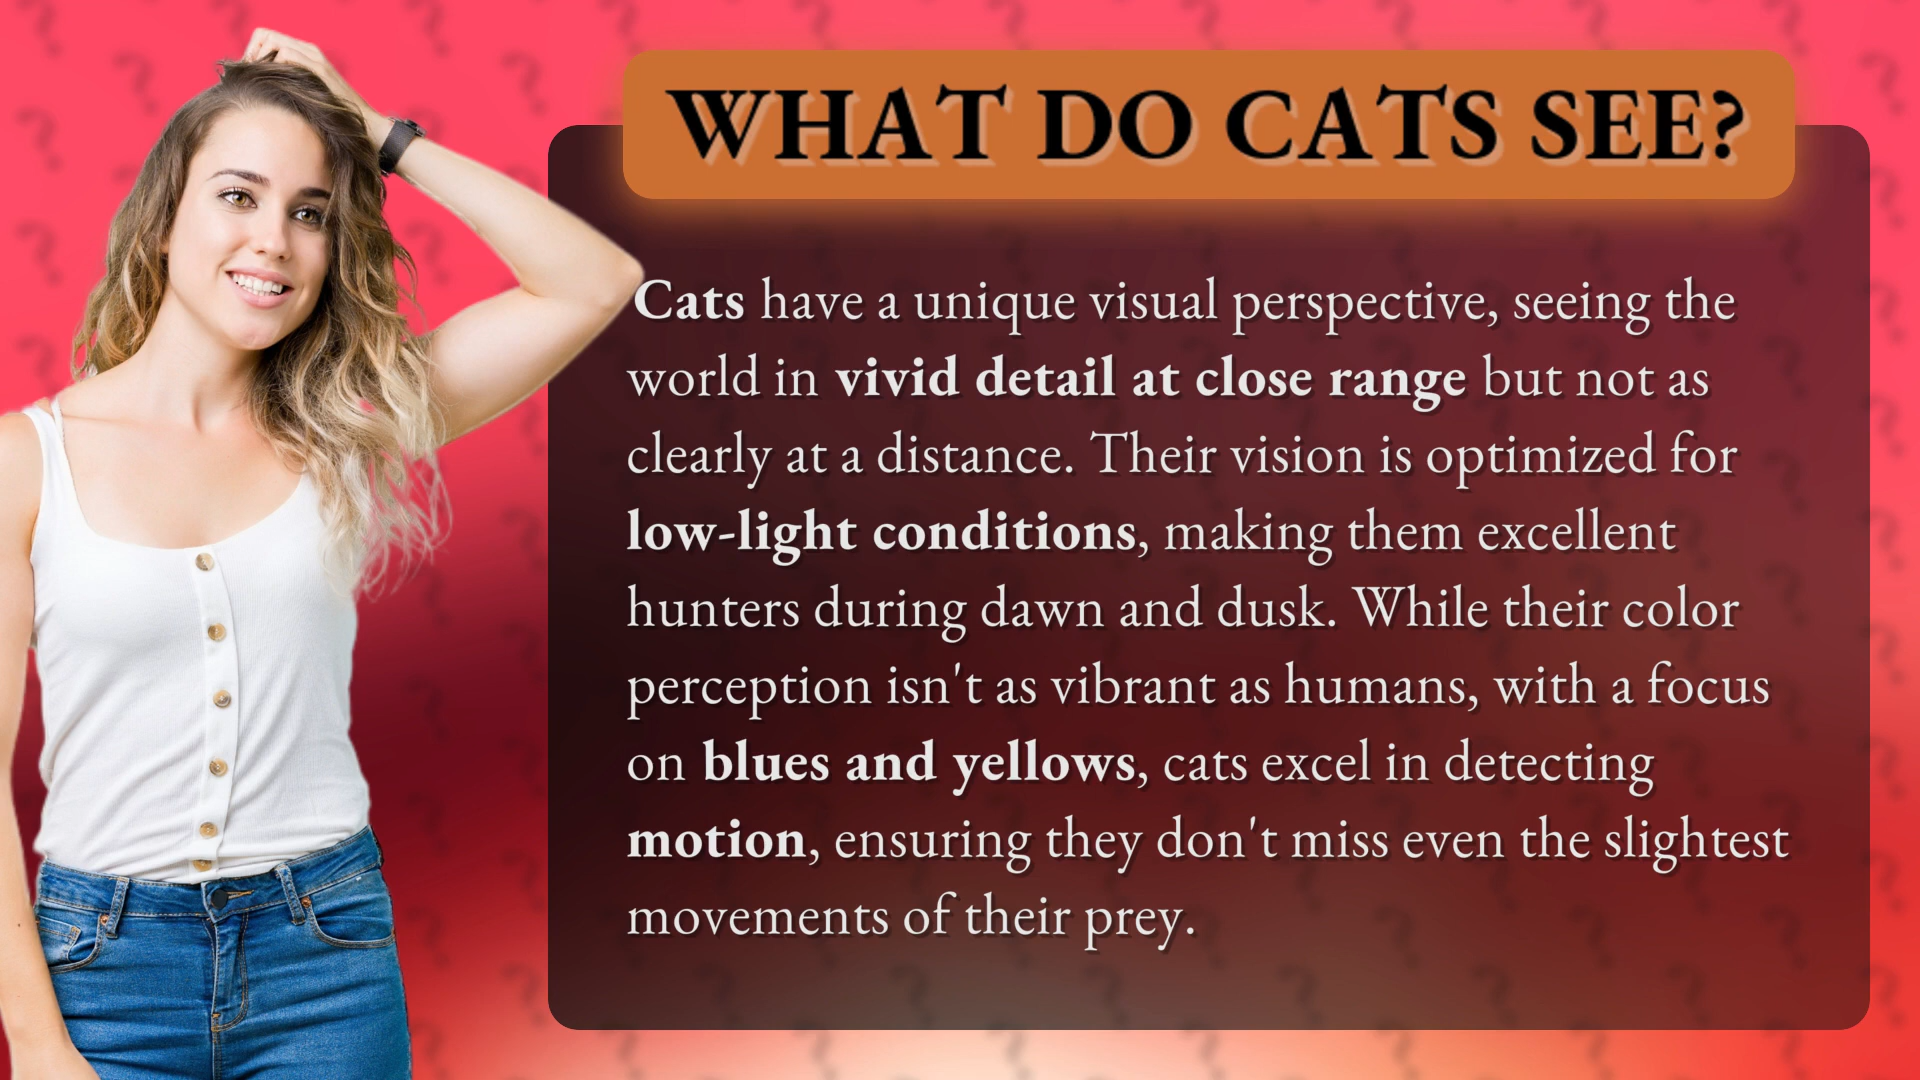 WHAT DO CATS SEE?
Cats have a unique visual perspective, seeing the
world in vivid detail at close range but not as
clearly at a distance. Their vision is optimized for
low-light conditions, making them excellent
hunters during dawn and dusk. While their color
perception isn't as vibrant as humans, with a focus
on blues and yellows, cats excel in detecting
motion, ensuring they don't miss even the slightest
movements of their prey.